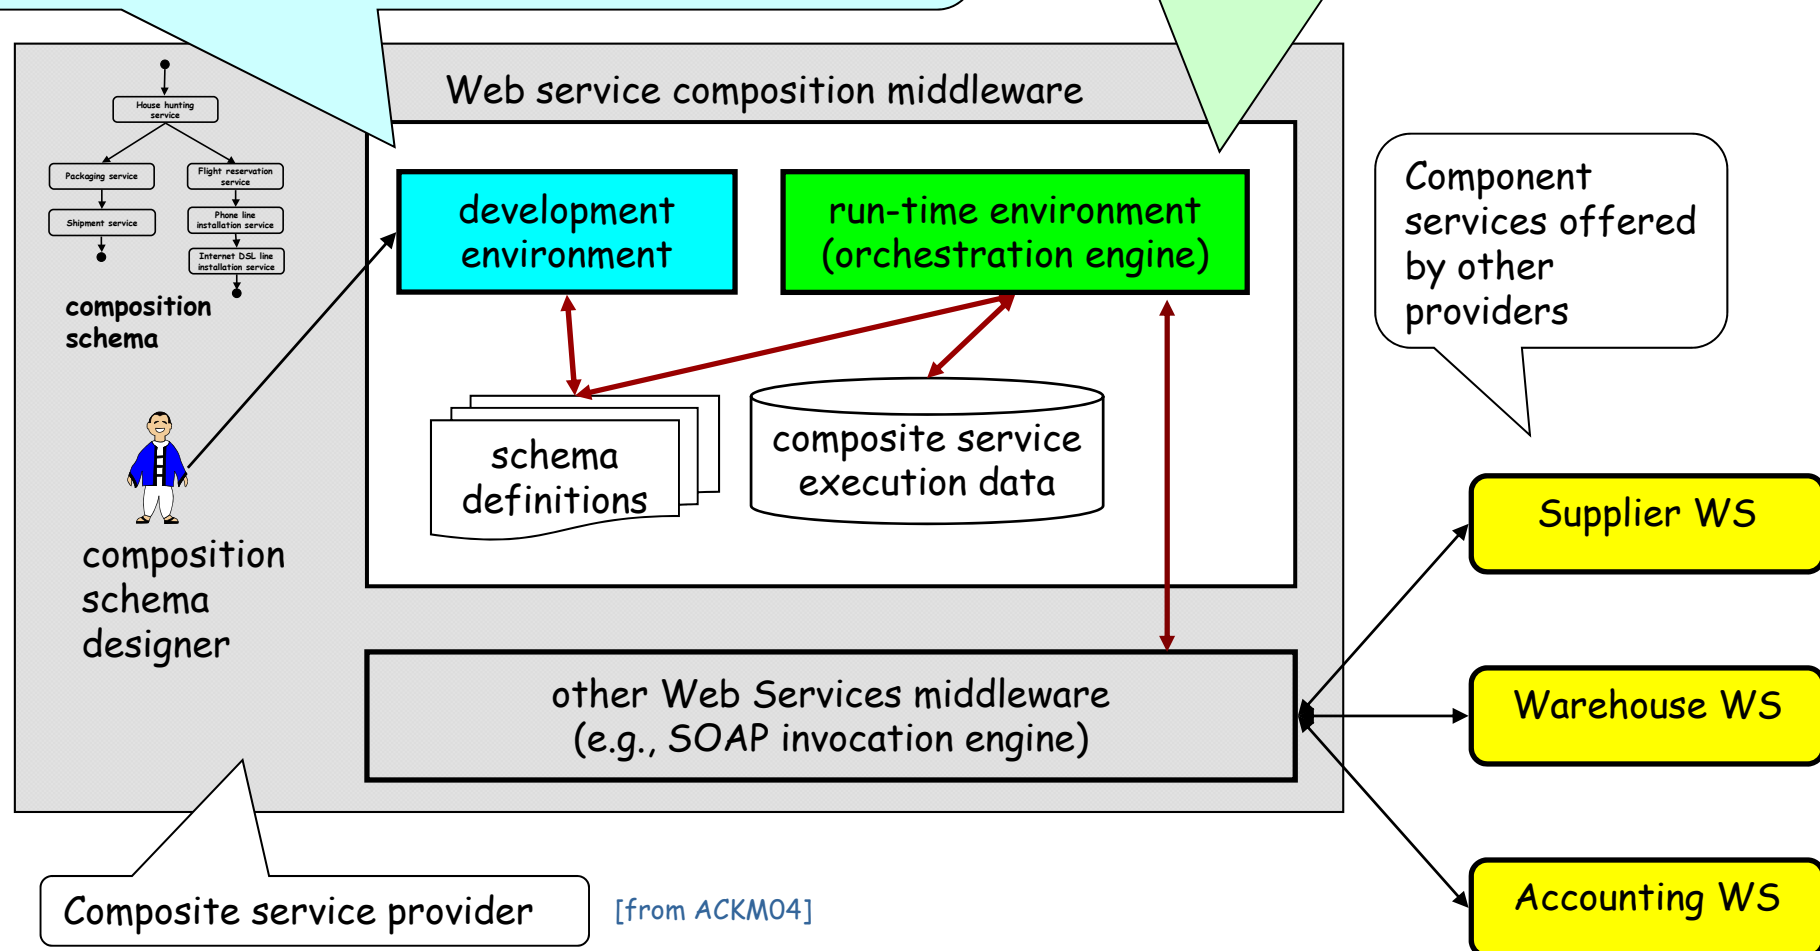 Web service composition middleware
House hunting
service
Packaging service
Shipment service
Flight reservation
service
Phone line
installation service
Internet DSL line
installation service
composition
schema
development
environment
run-time environment
(orchestration engine)
Component
services offered
by other
providers
schema
definitions
composite service
execution data
composition
schema
designer
Supplier WS
other Web Services middleware
(e.g., SOAP invocation engine)
Warehouse WS
Composite service provider
[from ACKM04]
Accounting WS